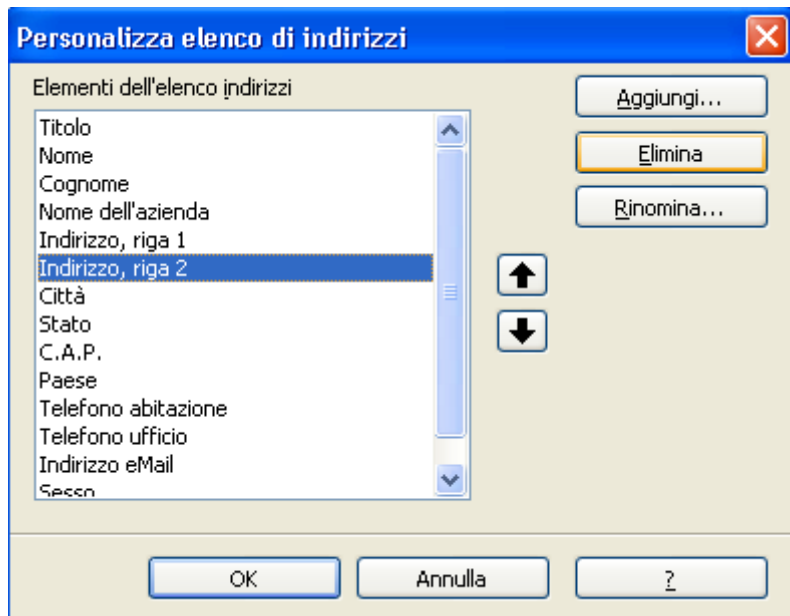 Personalizza elenco di indirizzi
Elementi dell'elenco indirizzi
Titolo
Nome
Cognome
Nome dell'azienda
Indirizzo, riga 1
Indirizzo, riga 2
Città
Stato
C.A.P.
Paese
Telefono abitazione
Telefono ufficio
Indirizzo eMail
Sesso
Aggiungi...
Elimina
Rinomina...
OK
Annulla
?